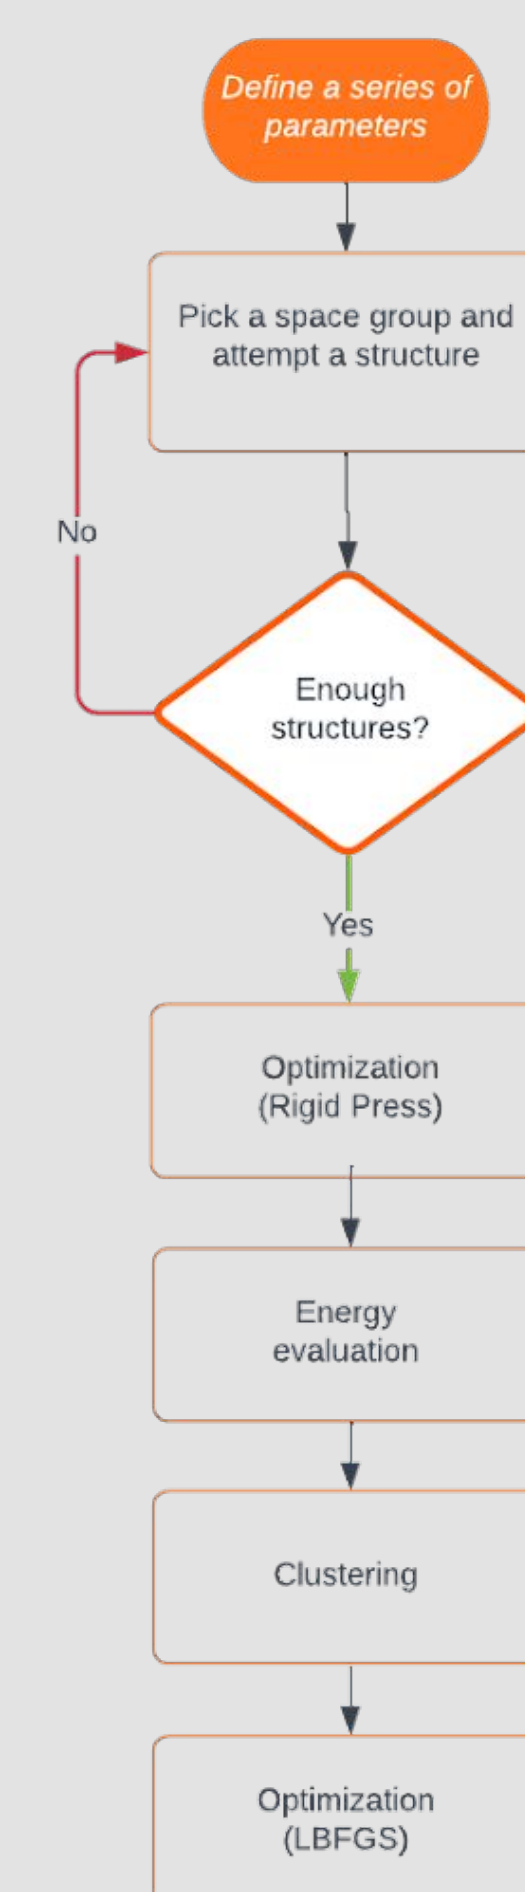 Define a series of
parameters
Pick a space group and
attempt a structure
No
Enough
structures?
Yes
Optimization
(Rigid Press)
Energy
evaluation
Clustering
Optimization
(LBFGS)